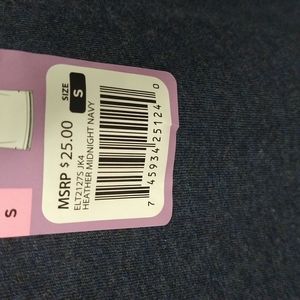 SIZE S
MSRP $ 25.00
ELT2127S JK4
HEATHER MIDNIGHT NAVY
7 45934 25124 0
S